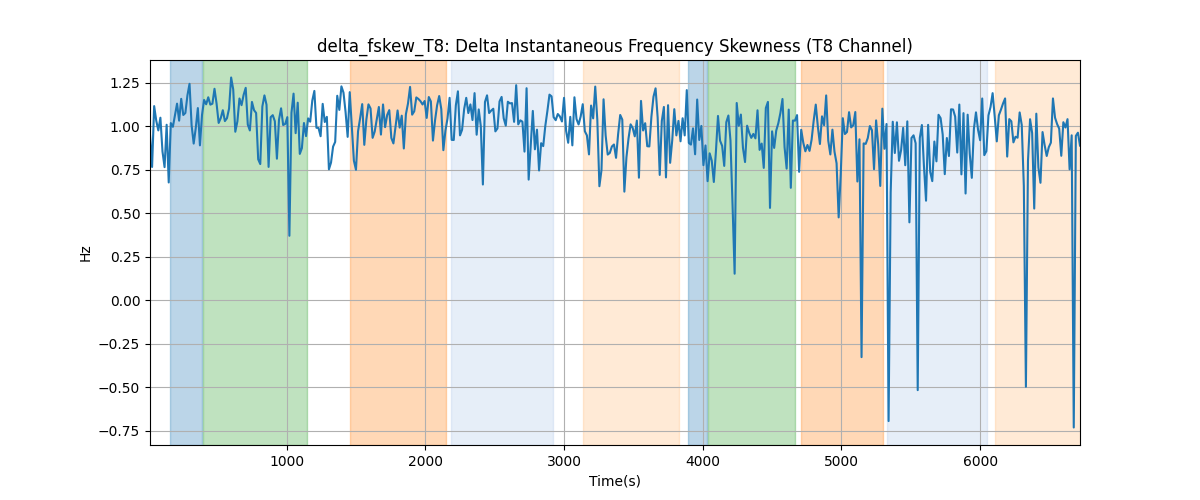 delta_fskew_T8: Delta Instantaneous Frequency Skewness (T8 Channel)
1.25
1.00
0.75
0.50
0.25
0.00
−0.25
−0.50
−0.75
Hz
1000 2000 3000 4000 5000 6000
Time(s)